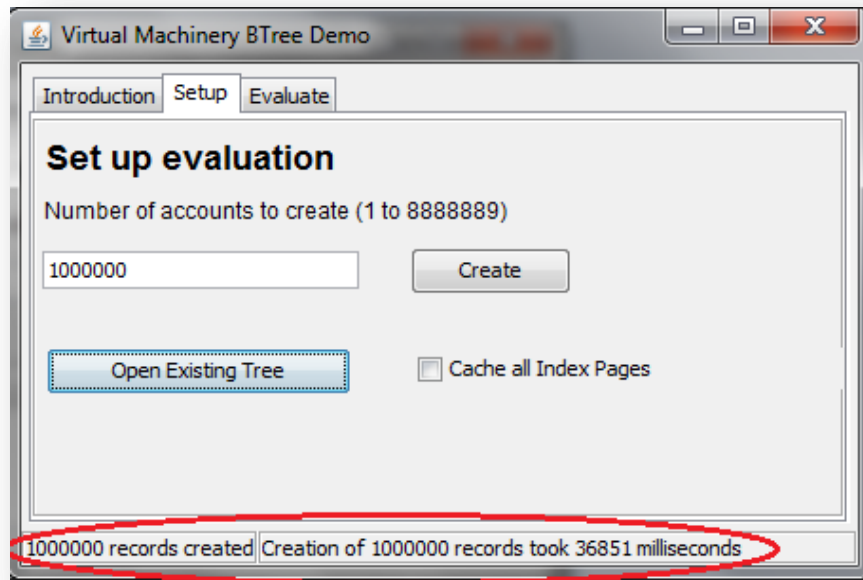 Virtual Machinery BTree Demo
Introduction Setup Evaluate
Set up evaluation
Number of accounts to create (1 to 8888889)
1000000 Create
Open Existing Tree Cache all Index Pages
1000000 records created Creation of 1000000 records took 36851 milliseconds